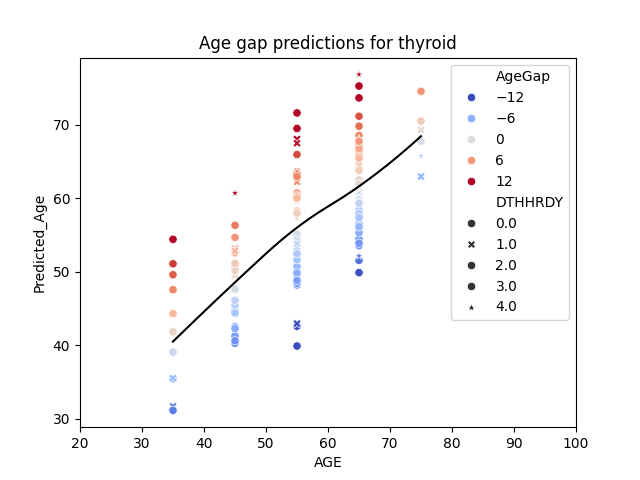 Age gap predictions for thyroid
Predicted_Age
70
60
50
40
30
20 30 40 50 60 70 80 90 100
AGE
AgeGap
−12
−6
0
6
12
DTHHRDY
0.0
1.0
2.0
3.0
4.0